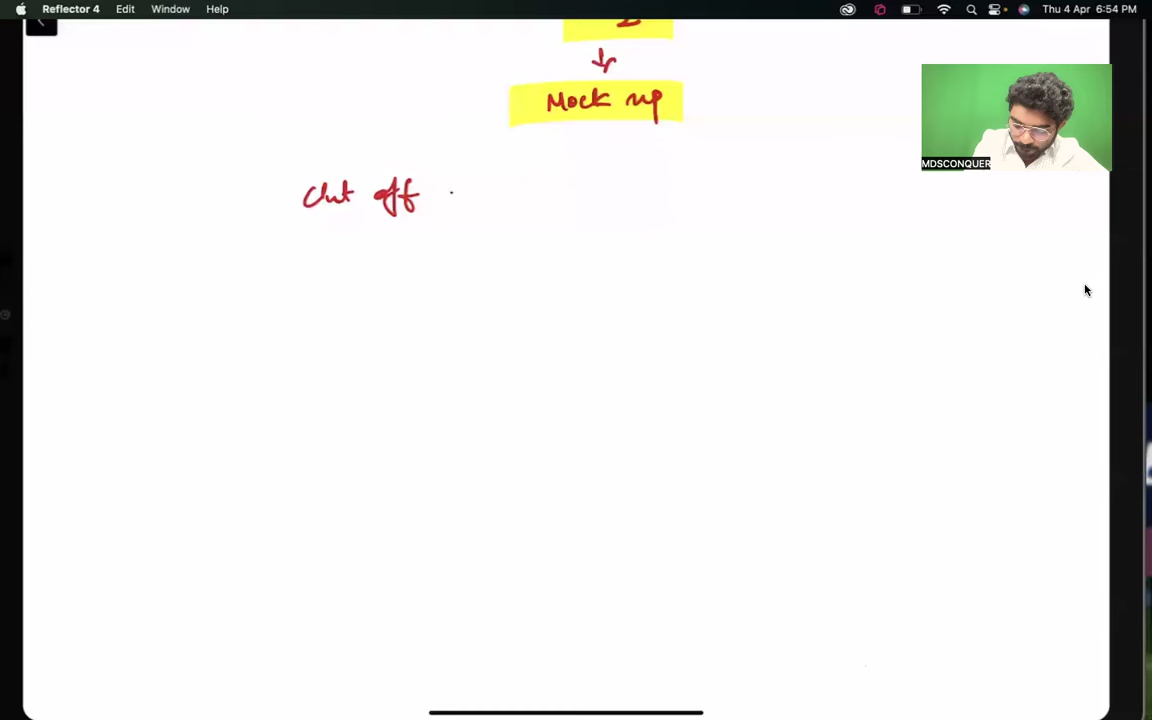 Reflector 4 Edit Window Help Thu 4 Apr 6:54 PM
Mock up
MDSCONQUER
Cut off